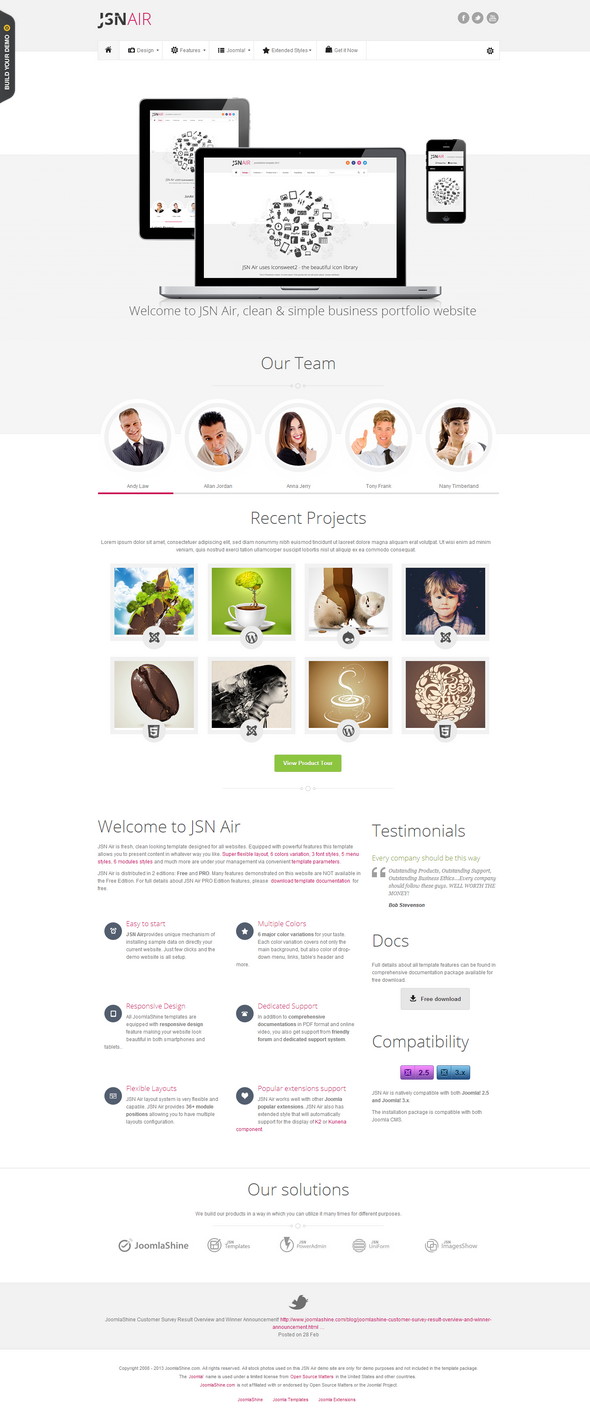 JSN AIR
BUILD YOUR DEMO
Design
Features
Joomla!
Extended Styles
Get It Now
JSN AIR
JSN AIR
JSN Air uses Iconsweet2 - the beautiful icon library
Welcome to JSN Air, clean & simple business portfolio website
Our Team
Andy Law
Allan Jordan
Anna Jerry
Tony Frank
Nany Timberland
Recent Projects
Lorem ipsum dolor sit amet, consectetuer adipiscing elit, sed diam nonummy nibh euismod tincidunt ut laoreet dolore magna aliquam erat volutpat. Ut wisi enim ad minim
veniam, quis nostrud exerci tation ullamcorper suscipit lobortis nisl ut aliquip ex ea commodo consequat.
View Product Tour
Welcome to JSN Air
JSN Air is fresh, clean looking template designed for all websites. Equipped with powerful features this template
allows you to present content in whatever way you like. Super flexible layout, 6 colors variation, 3 font styles, 5 menu
styles, 6 modules styles and much more are under your management via convenient template parameters.
JSN Air is distributed in 2 editions: Free and PRO. Many features demonstrated on this website are NOT available in
the Free Edition. For full details about JSN Air PRO Edition features, please download template documentation for
free.
Easy to start
JSN Air provides unique mechanism of
installing sample data on directly your
current website. Just few clicks and the
demo website is all setup.
Multiple Colors
6 major color variations for your taste.
Each color variation covers not only the
main background, but also color of drop-
down menu, links, table's header and
more.
Responsive Design
All JoomlaShine templates are
equipped with responsive design
feature making your website look
beautiful in both smartphones and
tablets.
Dedicated Support
In addition to comprehensive
documentations in PDF format and online
video, you also get support from friendly
forum and dedicated support system.
Flexible Layouts
JSN Air layout system is very flexible and
capable. JSN Air provides 36+ module
positions allowing you to have multiple
layouts configuration.
Popular extensions support
JSN Air works well with other Joomla
popular extensions. JSN Air also has
extended style that will automatically
support for the display of K2 or Kunena
component.
Testimonials
Every company should be this way
Outstanding Products, Outstanding Support,
Outstanding Business Ethics...Every company
should follow these guys. WELL WORTH THE
MONEY!
Bob Stevenson
Docs
Full details about all template features can be found in
comprehensive documentation package available for
free download.
Free download
Compatibility
2.5
3.x
JSN Air is natively compatible with both Joomla! 2.5
and Joomla! 3.x.
The installation package is compatible with both
Joomla CMS.
Our solutions
We build our products in a way in which you can utilize it many times for different purposes.
JoomlaShine
JSN Templates
JSN PowerAdmin
JSN UniForm
JSN ImageShow
JoomlaShine Customer Survey Result Overview and Winner Announcement! http://www.joomlashine.com/blog/joomlashine-customer-survey-result-overview-and-winner-
announcement.html ...
Posted on 28 Feb
Copyright 2008 - 2013 JoomlaShine.com. All rights reserved. All stock photos used on this JSN Air demo site are only for demo purposes and not included in the template package.
The Joomla! name is used under a limited license from Open Source Matters in the United States and other countries.
JoomlaShine.com is not affiliated with or endorsed by Open Source Matters or the Joomla! Project.
JoomlaShine
Joomla Templates
Joomla Extensions